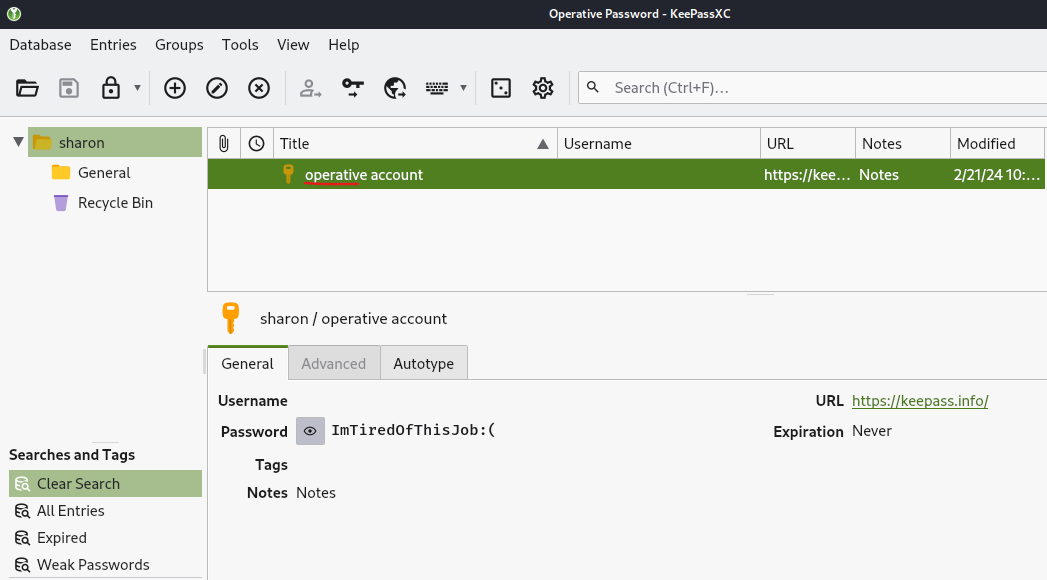 Operative Password - KeePassXC
Database Entries Groups Tools View Help
Search (Ctrl+F)...
sharon
General
Recycle Bin
Title Username URL Notes Modified
operative account https://kee... Notes 2/21/24 10:...
sharon / operative account
General Advanced Autotype
Username
URL https://keepass.info/
Password ImTiredOfThisJob:(
Expiration Never
Tags
Notes Notes
Searches and Tags
Clear Search
All Entries
Expired
Weak Passwords